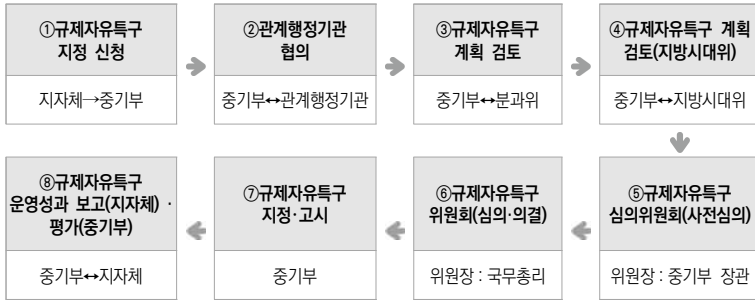 ①규제자유특구
지정 신청
지자체→중기부
②관계행정기관
협의
중기부↔관계행정기관
③규제자유특구
계획 검토
중기부↔분과위
④규제자유특구 계획
검토(지방시대위)
중기부↔지방시대위
⑤규제자유특구
심의위원회(사전심의)
위원장 : 중기부 장관
⑥규제자유특구
위원회(심의·의결)
위원장 : 국무총리
⑦규제자유특구
지정·고시
중기부
⑧규제자유특구
운영성과 보고(지자체) ·
평가(중기부)
중기부↔지자체